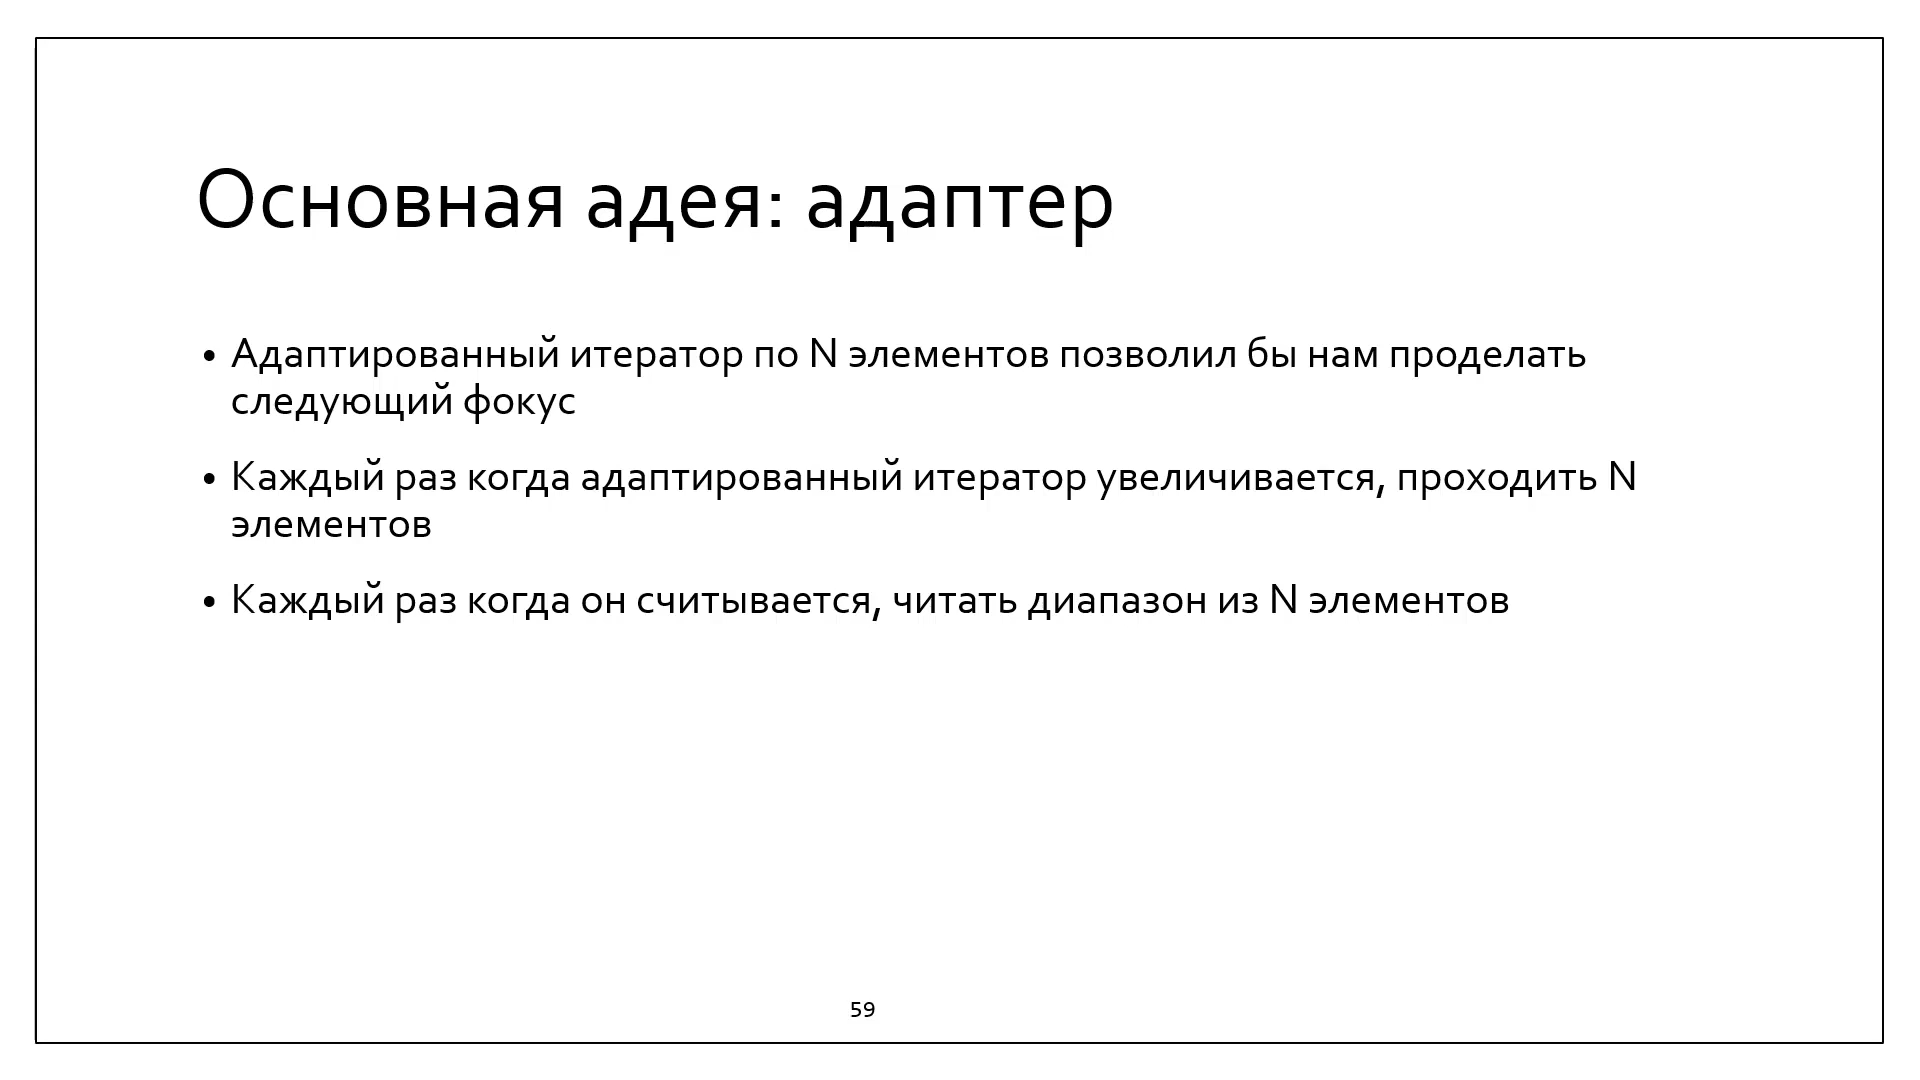 Основная адея: адаптер
• Адаптированный итератор по N элементов позволил бы нам проделать
следующий фокус
• Каждый раз когда адаптированный итератор увеличивается, проходить N
элементов
• Каждый раз когда он считывается, читать диапазон из N элементов
59